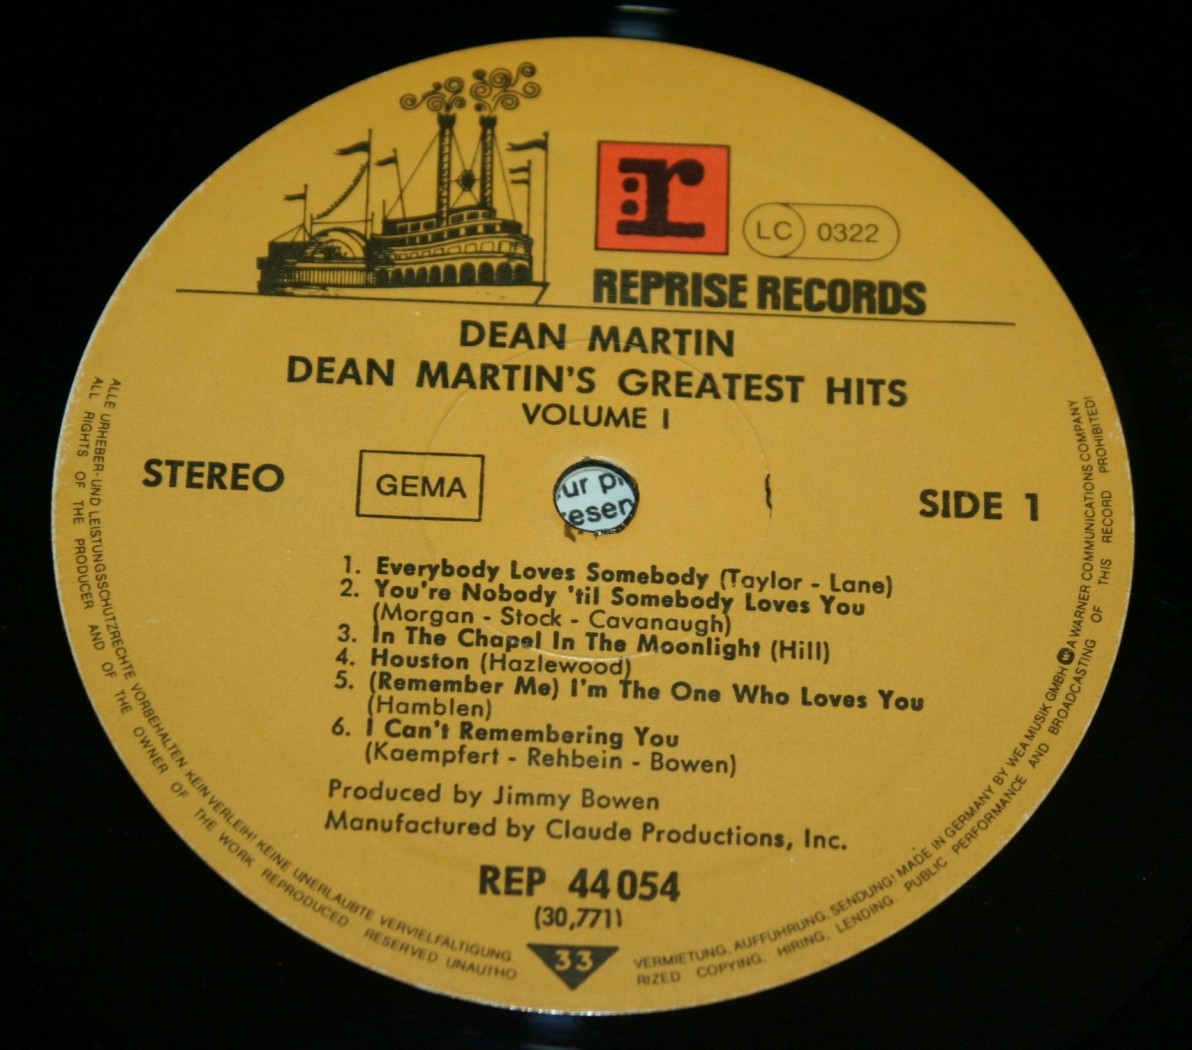 r:
LC 0322
REPRISE RECORDS
DEAN MARTIN
DEAN MARTIN'S GREATEST HITS
VOLUME I
STEREO
GEMA
SIDE 1
1. Everybody Loves Somebody (Taylor - Lane)
2. You're Nobody 'til Somebody Loves You
(Morgan - Stock - Cavanaugh)
3. In The Chapel In The Moonlight (Hill)
4. Houston (Hazlewood)
5. (Remember Me) I'm The One Who Loves You
(Hamblen)
6. I Can't Remembering You
(Kaempfert - Rehbein - Bowen)
Produced by Jimmy Bowen
Manufactured by Claude Productions, Inc.
REP 44 054
(30,771)
33
ALLE URHEBER- UND LEISTUNGSSCHUTZRECHTE VORBEHALTEN KEIN VERLEIH! KEINE UNERLAUBTE VERVIELFÄLTIGUNG, VERMIETUNG, AUFFÜHRUNG, SENDUNG! MADE IN GERMANY BY WEA MUSIK GMBH A WARNER COMMUNICATIONS COMPANY
ALL RIGHTS OF THE PRODUCER AND OF THE OWNER OF THE WORK REPRODUCED RESERVED UNAUTHORIZED COPYING, HIRING, LENDING, PUBLIC PERFORMANCE AND BROADCASTING OF THIS RECORD PROHIBITED!